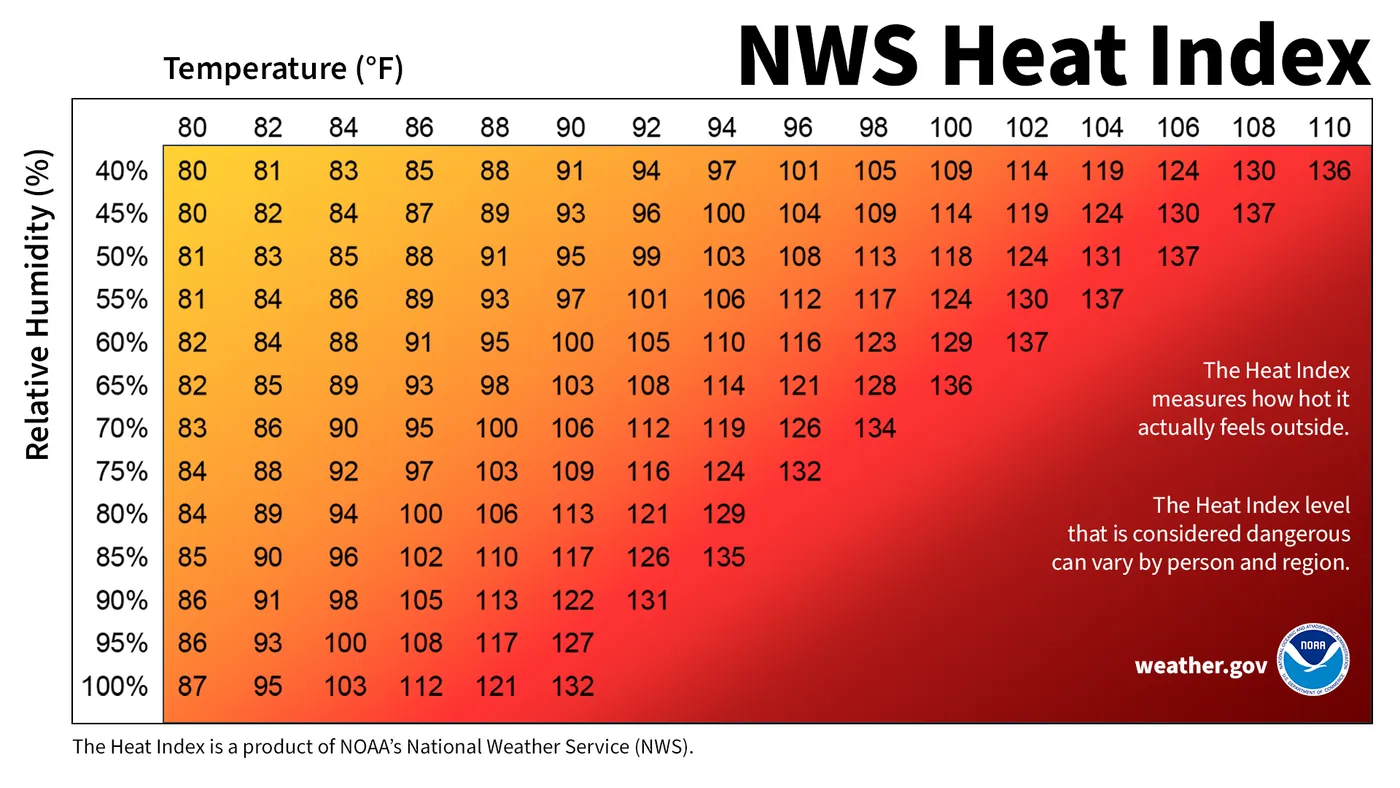 NWS Heat Index
Temperature (°F)
Relative Humidity (%)
80 82 84 86 88 90 92 94 96 98 100 102 104 106 108 110
40% 80 81 83 85 88 91 94 97 101 105 109 114 119 124 130 136
45% 80 82 84 87 89 93 96 100 104 109 114 119 124 130 137
50% 81 83 85 88 91 95 99 103 108 113 118 124 131 137
55% 81 84 86 89 93 97 101 106 112 117 124 130 137
60% 82 84 88 91 95 100 105 110 116 123 129 137
65% 82 85 89 93 98 103 108 114 121 128 136
70% 83 86 90 95 100 106 112 119 126 134
75% 84 88 92 97 103 109 116 124 132
80% 84 89 94 100 106 113 121 129
85% 85 90 96 102 110 117 126 135
90% 86 91 98 105 113 122 131
95% 86 93 100 108 117 127
100% 87 95 103 112 121 132
The Heat Index
measures how hot it
actually feels outside.
The Heat Index level
that is considered dangerous
can vary by person and region.
weather.gov
NOAA
NATIONAL OCEANIC AND ATMOSPHERIC ADMINISTRATION
U.S. DEPARTMENT OF COMMERCE
The Heat Index is a product of NOAA’s National Weather Service (NWS).